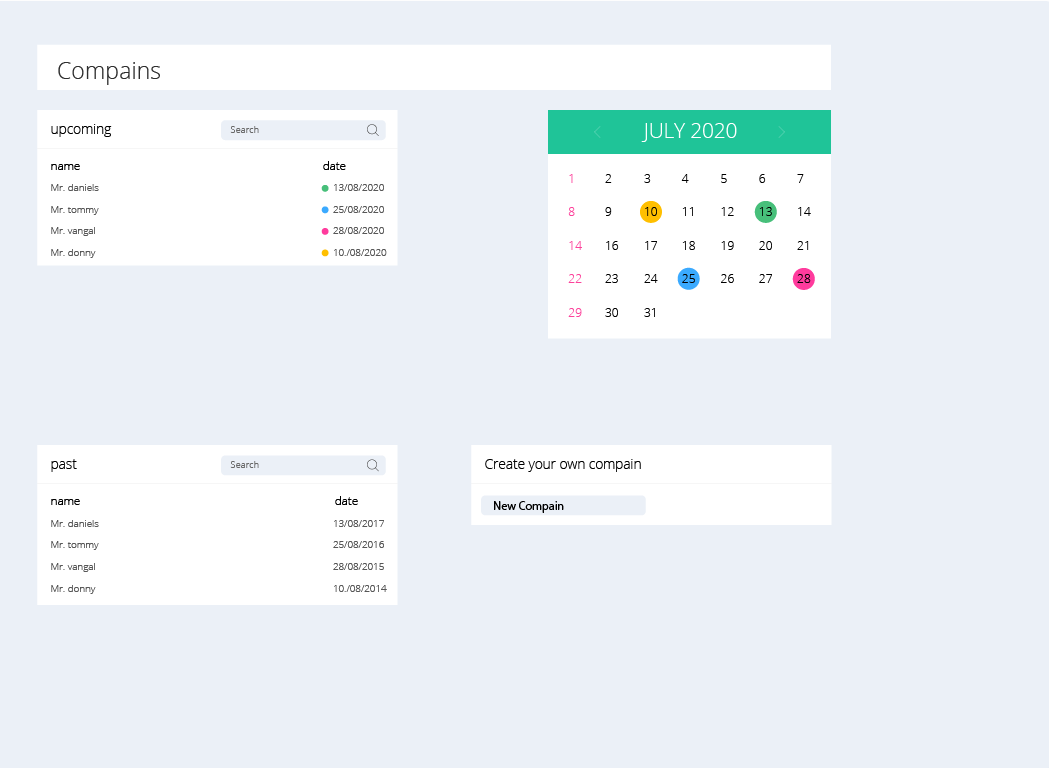 Compains
upcoming
Search
name date
Mr. daniels 13/08/2020
Mr. tommy 25/08/2020
Mr. vangal 28/08/2020
Mr. donny 10./08/2020
JULY 2020
1 2 3 4 5 6 7
8 9 10 11 12 13 14
14 16 17 18 19 20 21
22 23 24 25 26 27 28
29 30 31
past
Search
name date
Mr. daniels 13/08/2017
Mr. tommy 25/08/2016
Mr. vangal 28/08/2015
Mr. donny 10./08/2014
Create your own compain
New Compain